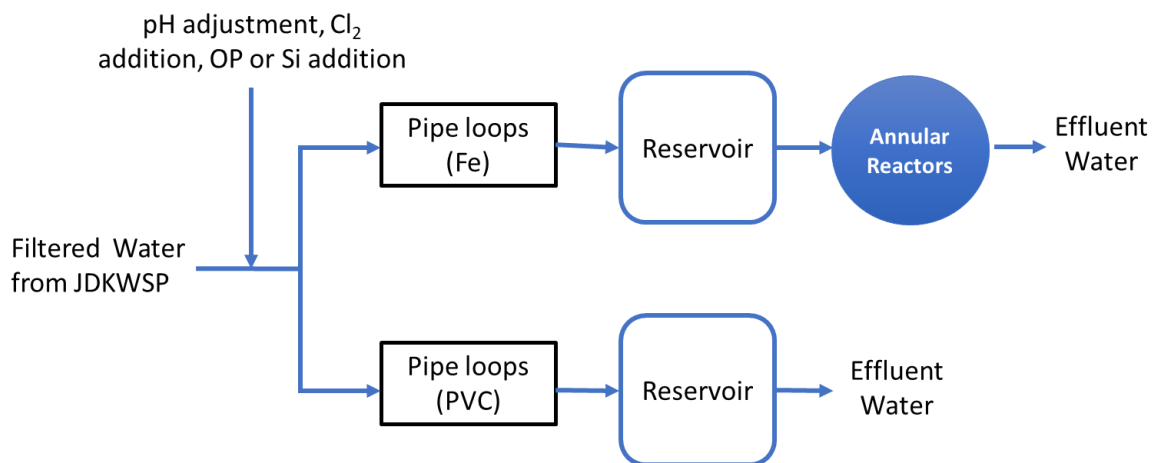 pH adjustment, Cl₂
addition, OP or Si addition
Filtered Water
from JDKWSP
Pipe loops
(Fe)
Reservoir
Annular
Reactors
Effluent
Water
Pipe loops
(PVC)
Reservoir
Effluent
Water